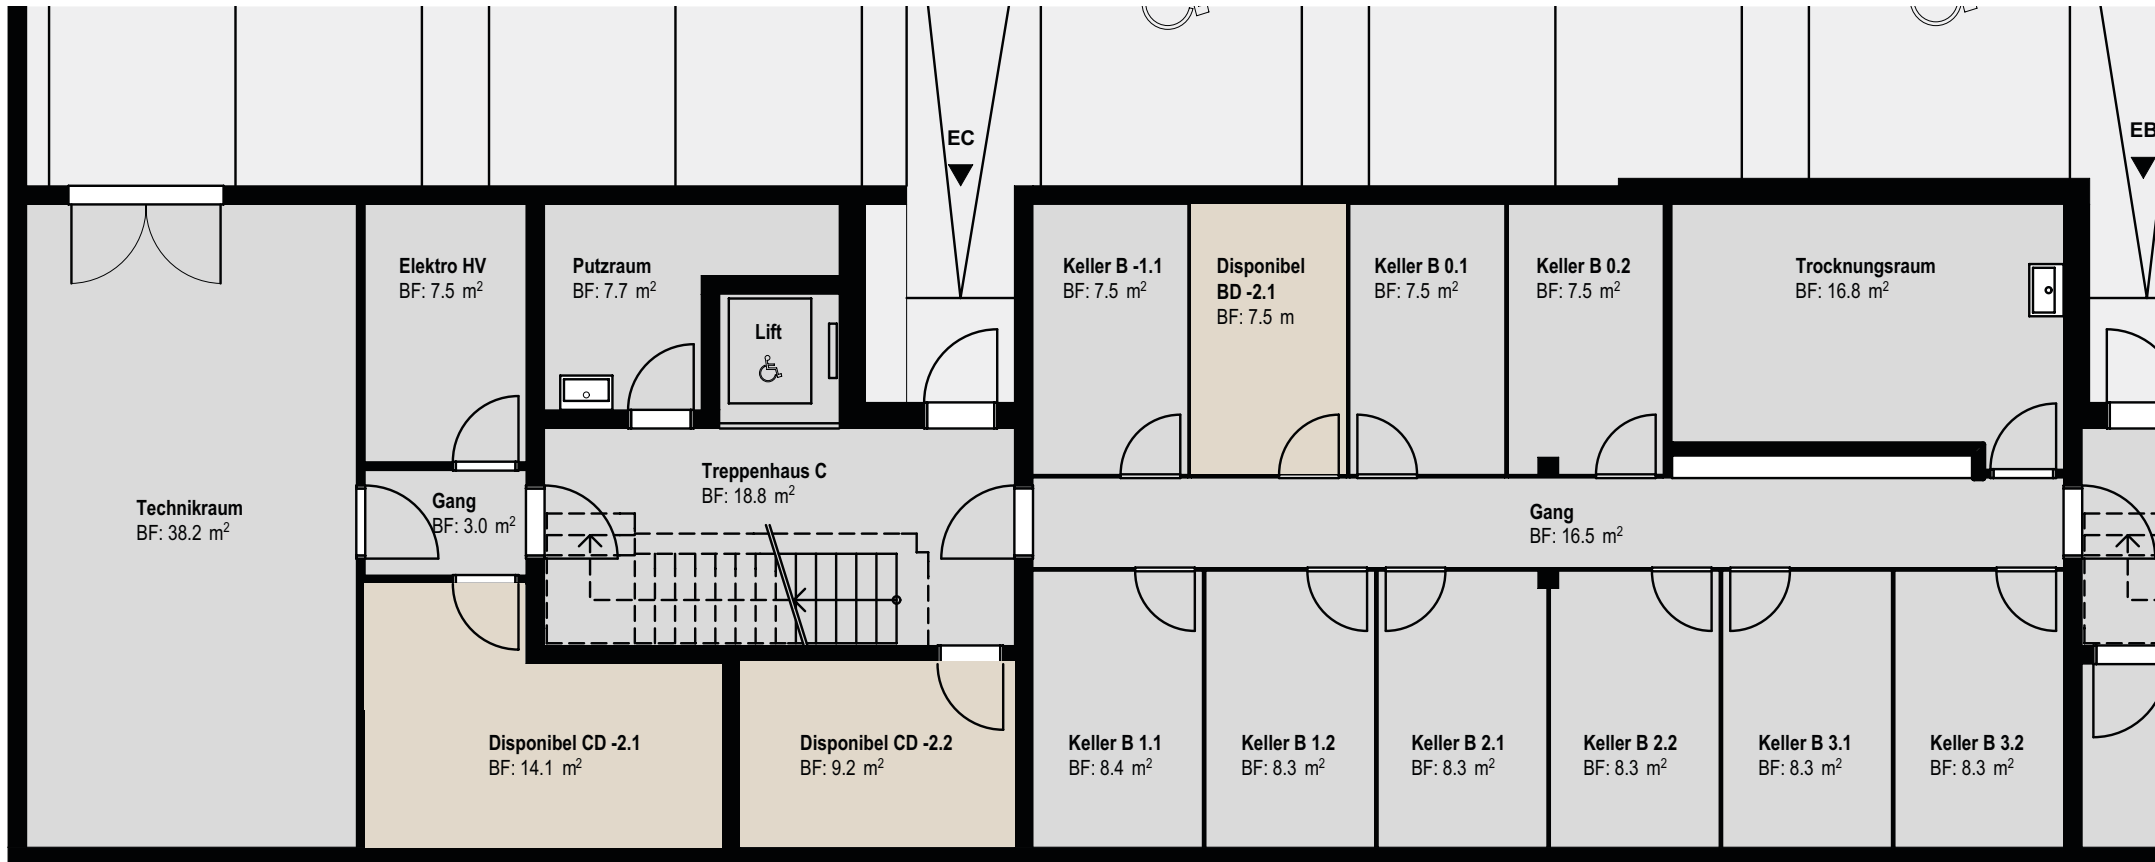 EC
EB
Elektro HV
BF: 7.5 m²
Putzraum
BF: 7.7 m²
Lift
Keller B -1.1
BF: 7.5 m²
Disponibel
BD -2.1
BF: 7.5 m
Keller B 0.1
BF: 7.5 m²
Keller B 0.2
BF: 7.5 m²
Trocknungsraum
BF: 16.8 m²
Technikraum
BF: 38.2 m²
Gang
BF: 3.0 m²
Treppenhaus C
BF: 18.8 m²
Gang
BF: 16.5 m²
Disponibel CD -2.1
BF: 14.1 m²
Disponibel CD -2.2
BF: 9.2 m²
Keller B 1.1
BF: 8.4 m²
Keller B 1.2
BF: 8.3 m²
Keller B 2.1
BF: 8.3 m²
Keller B 2.2
BF: 8.3 m²
Keller B 3.1
BF: 8.3 m²
Keller B 3.2
BF: 8.3 m²